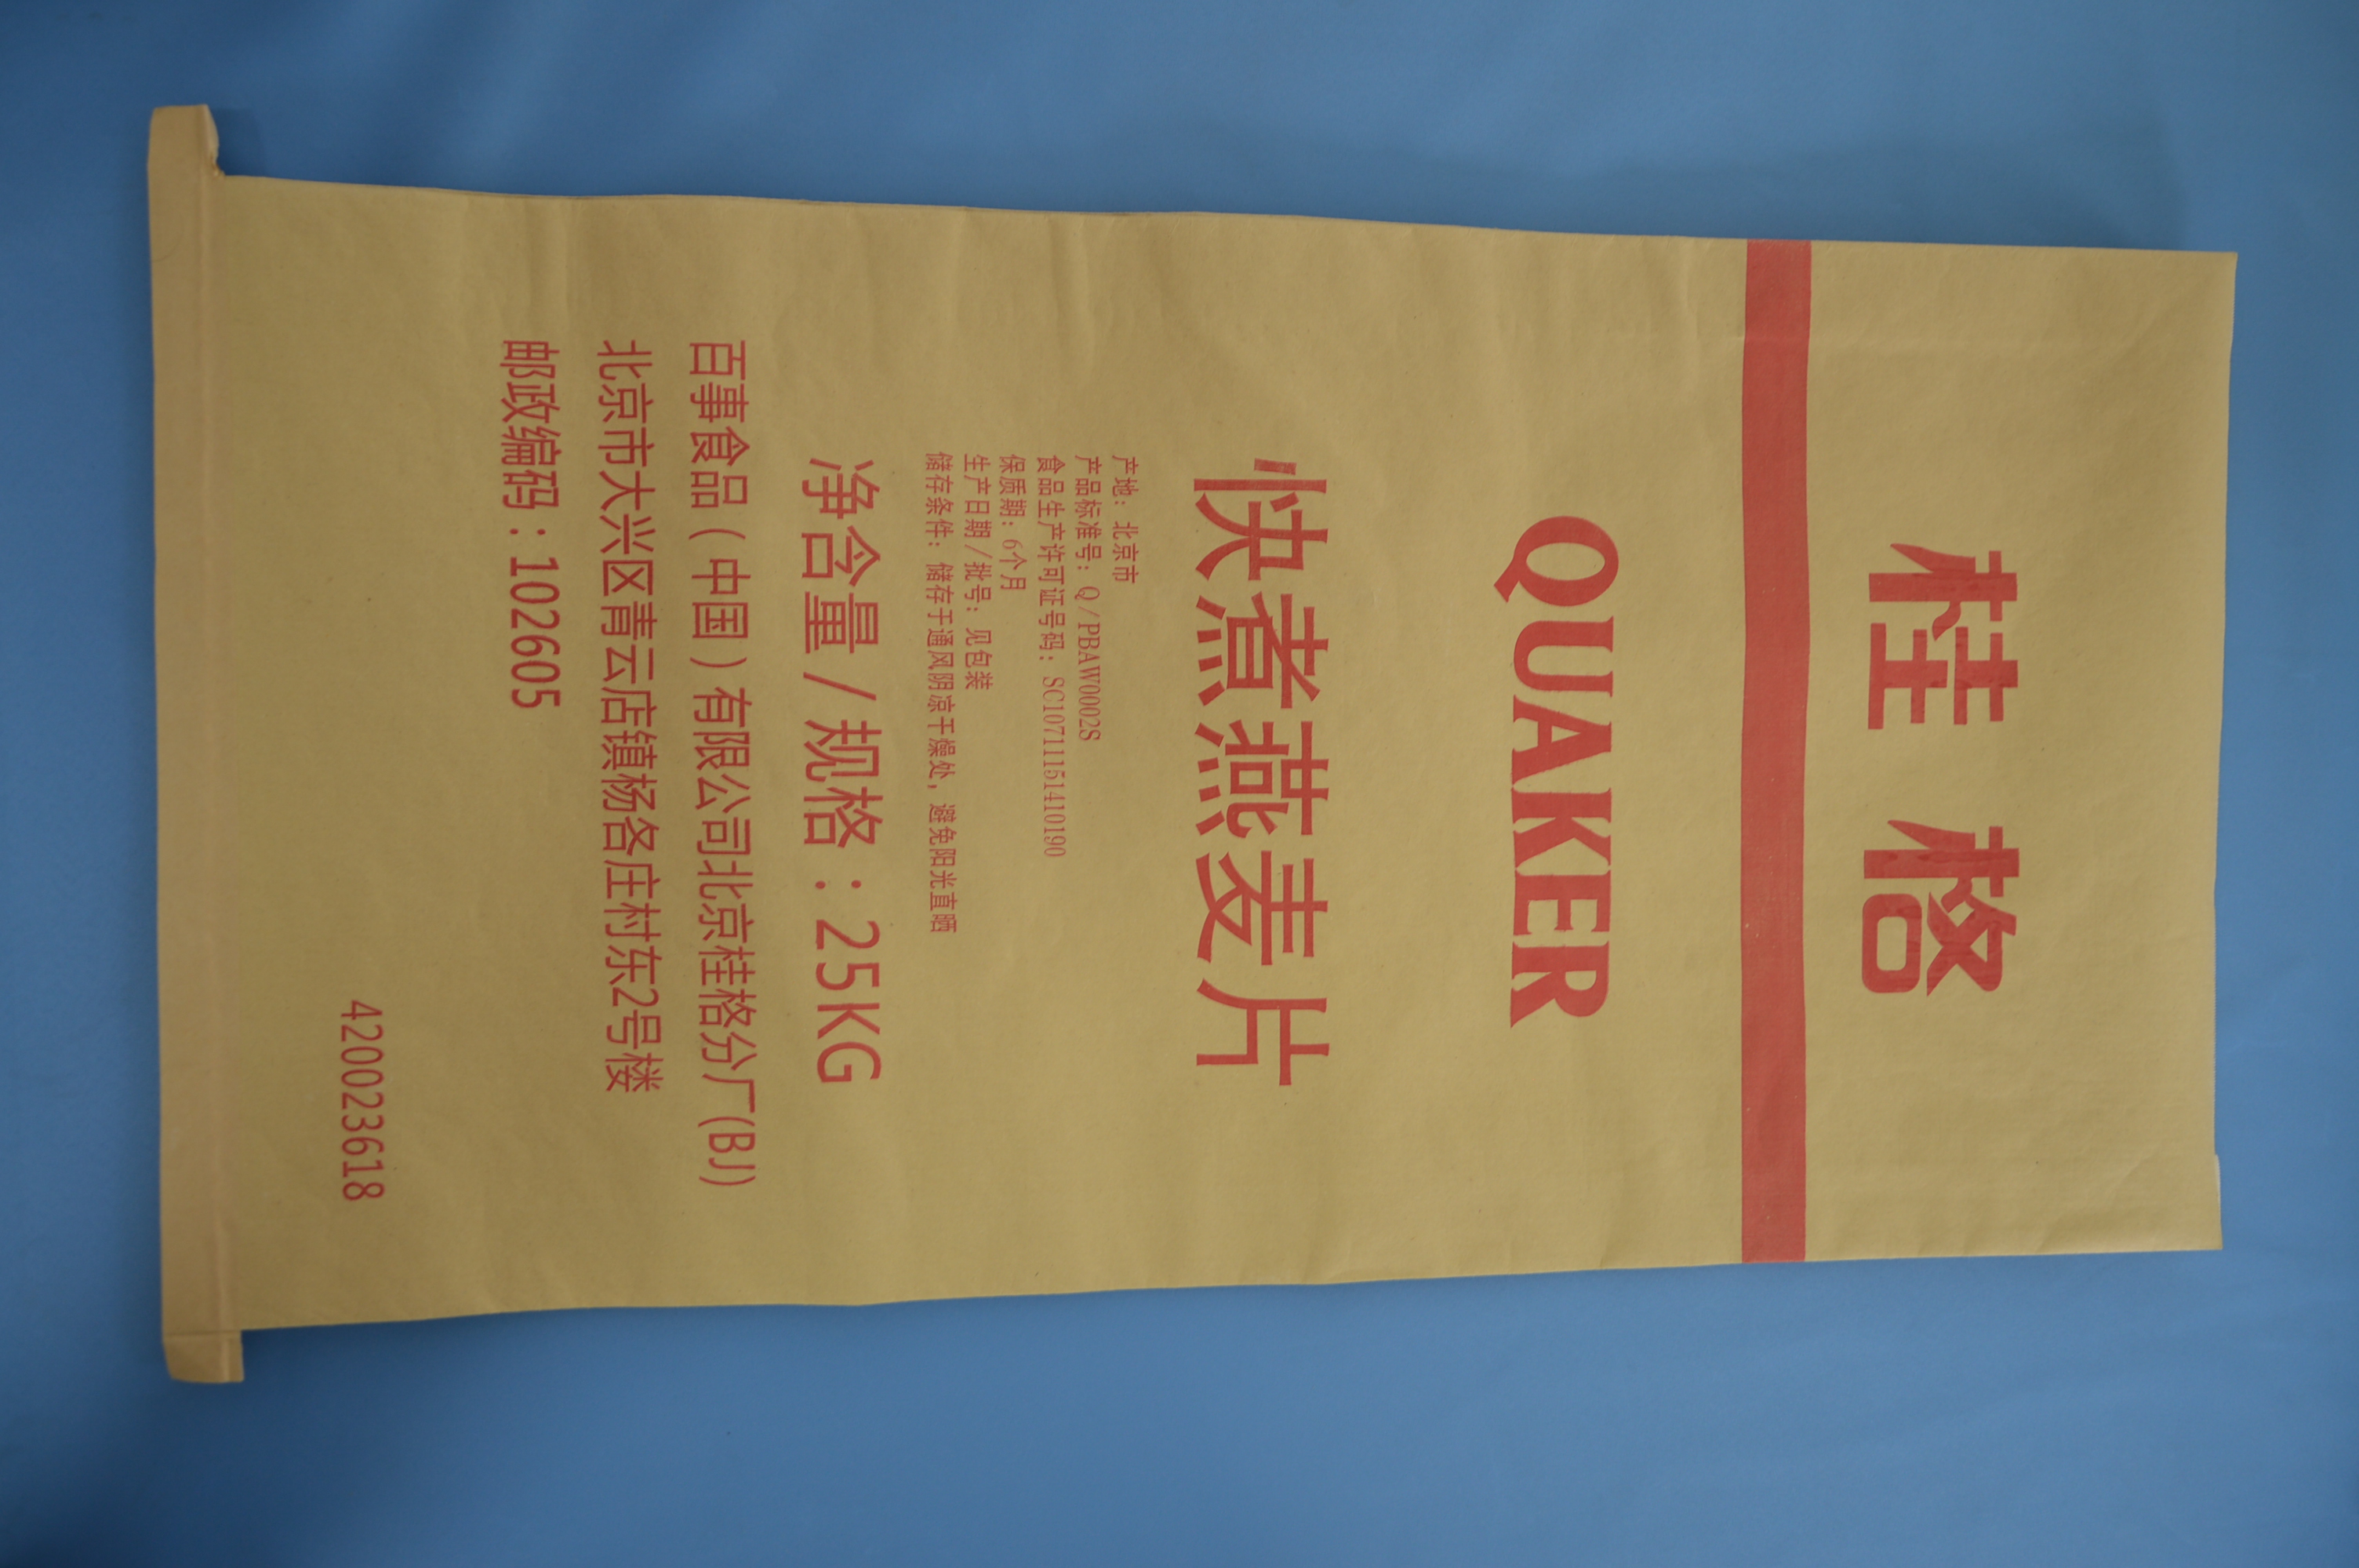 桂格
QUAKER
快煮燕麦片
产地：北京市
产品标准号：Q/PBAW0002S
食品生产许可证号码：SC10711151410190
保质期：6个月
生产日期/批号：见包装
储存条件：储存于通风阴凉干燥处，避免阳光直晒
净含量/规格：25KG
百事食品（中国）有限公司北京桂格分厂(BJ)
北京市大兴区青云店镇杨各庄村东2号楼
邮政编码：102605
420023618